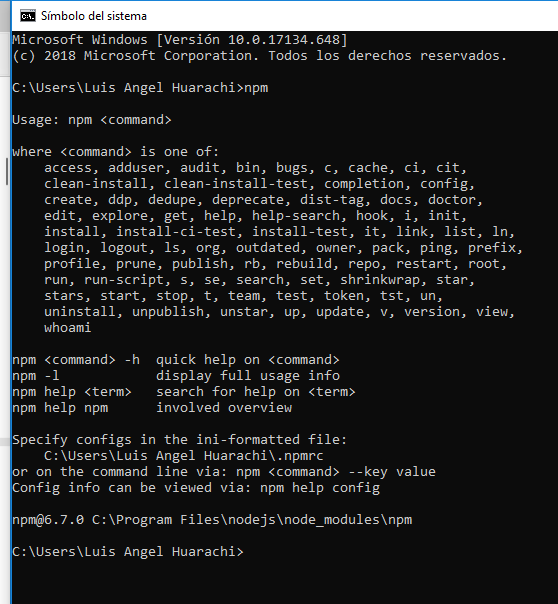 Símbolo del sistema
Microsoft Windows [Versión 10.0.17134.648]
(c) 2018 Microsoft Corporation. Todos los derechos reservados.
C:\Users\Luis Angel Huarachi>npm
Usage: npm <command>
where <command> is one of:
access, adduser, audit, bin, bugs, c, cache, ci, cit,
clean-install, clean-install-test, completion, config,
create, ddp, dedupe, deprecate, dist-tag, docs, doctor,
edit, explore, get, help, help-search, hook, i, init,
install, install-ci-test, install-test, it, link, list, ln,
login, logout, ls, org, outdated, owner, pack, ping, prefix,
profile, prune, publish, rb, rebuild, repo, restart, root,
run, run-script, s, se, search, set, shrinkwrap, star,
stars, start, stop, t, team, test, token, tst, un,
uninstall, unpublish, unstar, up, update, v, version, view,
whoami
npm <command> -h  quick help on <command>
npm -l            display full usage info
npm help <term>   search for help on <term>
npm help npm      involved overview
Specify configs in the ini-formatted file:
C:\Users\Luis Angel Huarachi\.npmrc
or on the command line via: npm <command> --key value
Config info can be viewed via: npm help config
npm@6.7.0 C:\Program Files\nodejs\node_modules\npm
C:\Users\Luis Angel Huarachi>